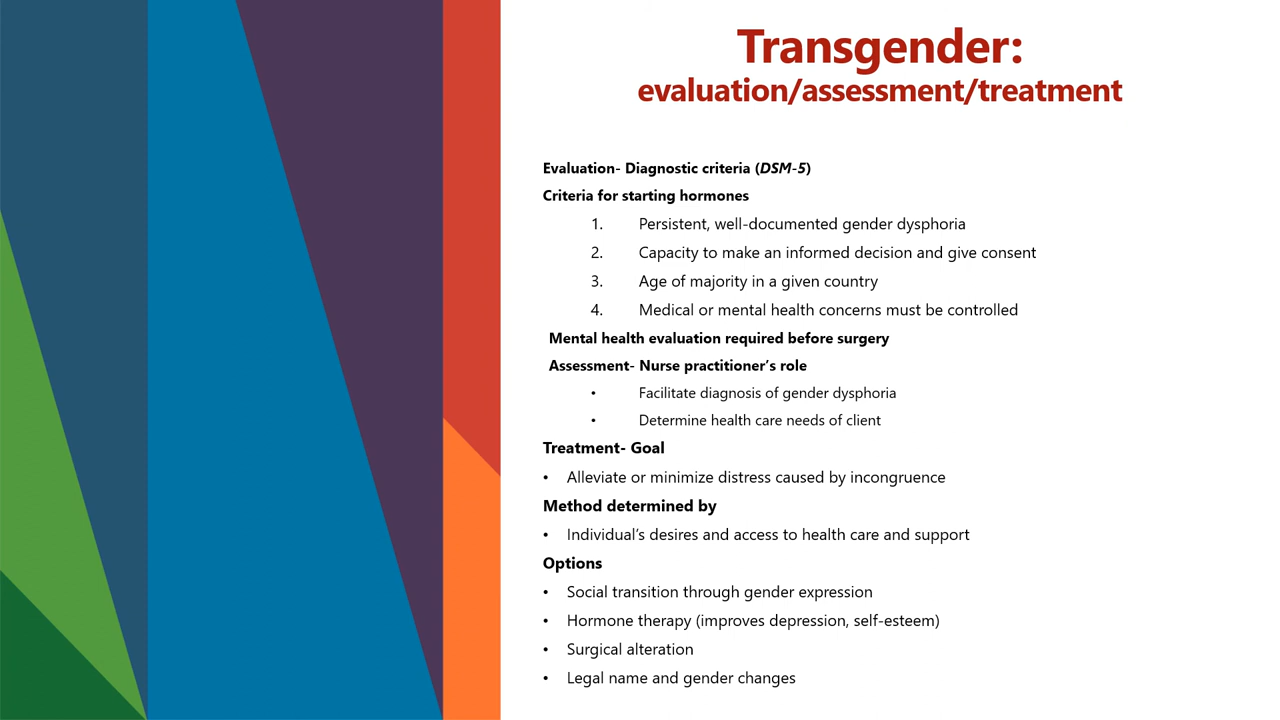 Transgender:
evaluation/assessment/treatment
Evaluation- Diagnostic criteria (DSM-5)
Criteria for starting hormones
1. Persistent, well-documented gender dysphoria
2. Capacity to make an informed decision and give consent
3. Age of majority in a given country
4. Medical or mental health concerns must be controlled
Mental health evaluation required before surgery
Assessment- Nurse practitioner’s role
• Facilitate diagnosis of gender dysphoria
• Determine health care needs of client
Treatment- Goal
• Alleviate or minimize distress caused by incongruence
Method determined by
• Individual’s desires and access to health care and support
Options
• Social transition through gender expression
• Hormone therapy (improves depression, self-esteem)
• Surgical alteration
• Legal name and gender changes